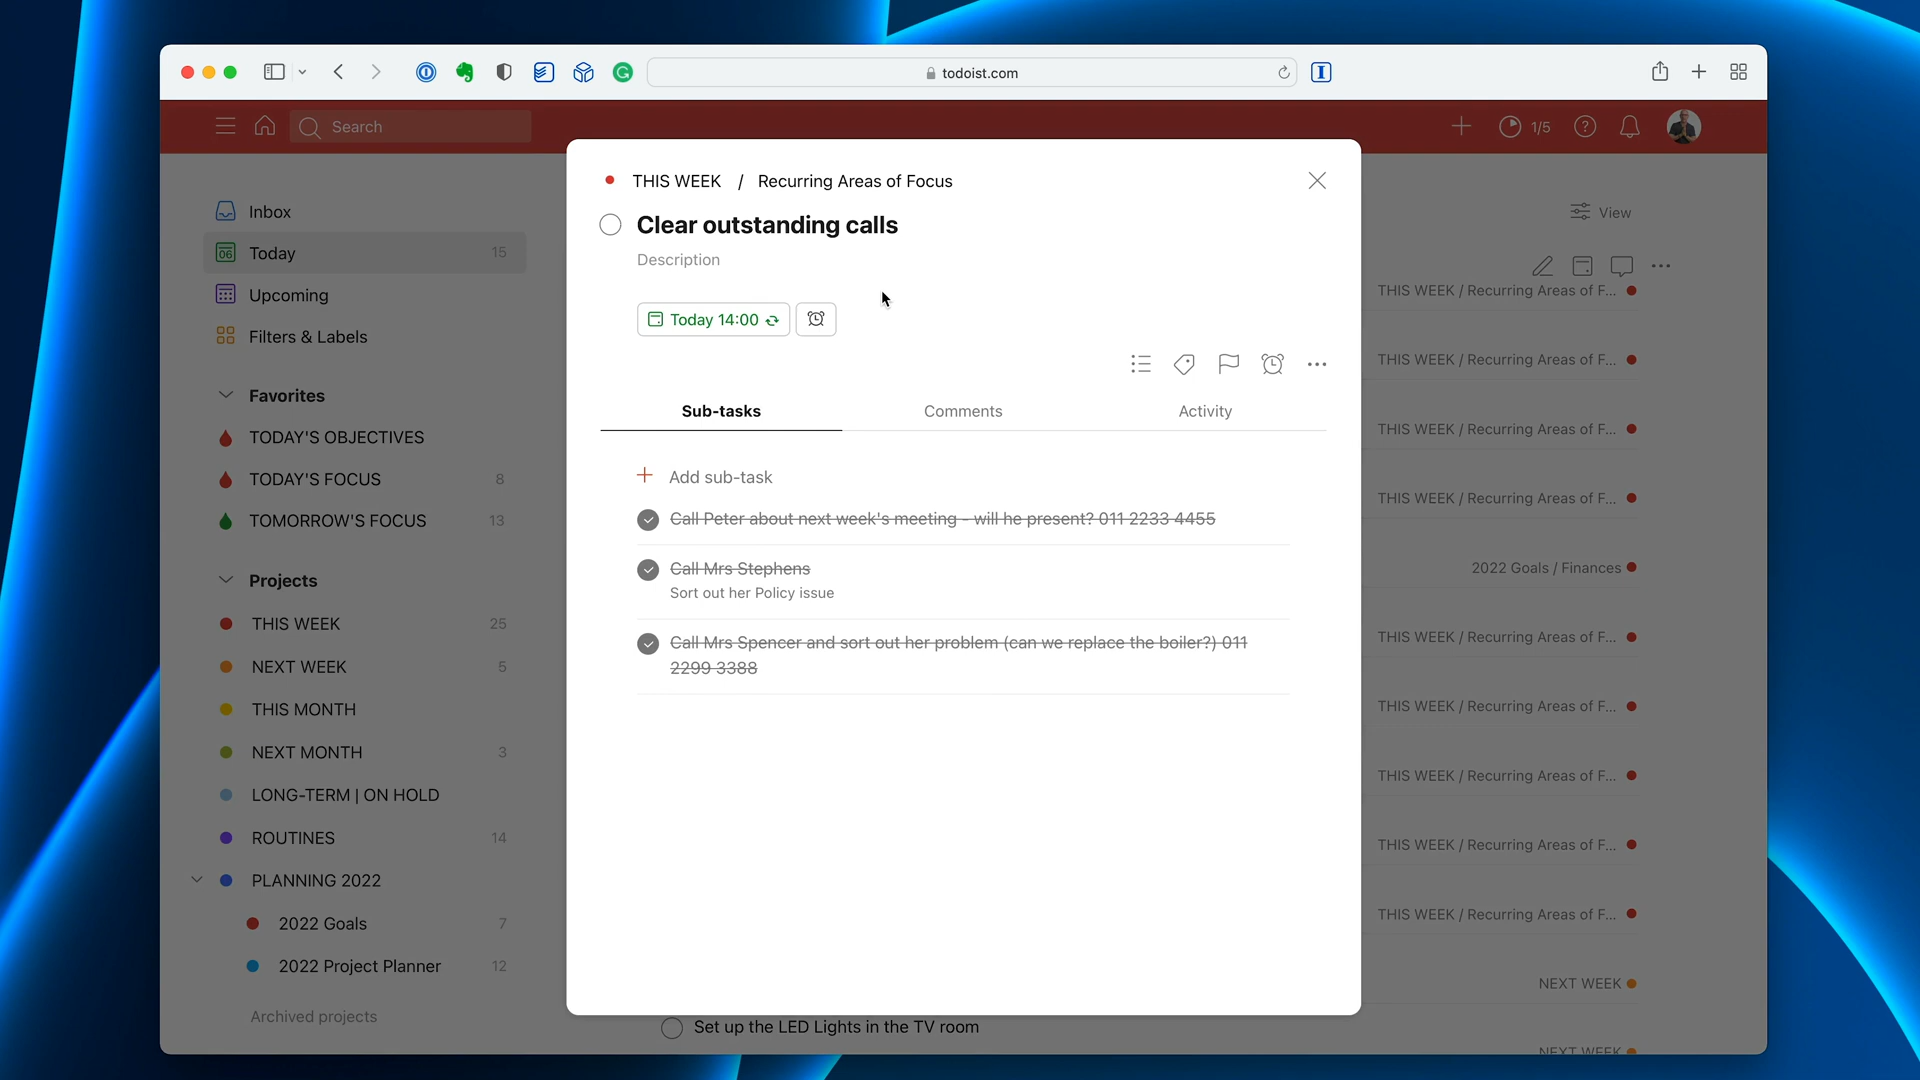 todoist.com
Search
1/5
Inbox
Today 15
Upcoming
Filters & Labels
Favorites
TODAY'S OBJECTIVES
TODAY'S FOCUS 8
TOMORROW'S FOCUS 13
Projects
THIS WEEK 25
NEXT WEEK 5
THIS MONTH
NEXT MONTH 3
LONG-TERM | ON HOLD
ROUTINES 14
PLANNING 2022
2022 Goals 7
2022 Project Planner 12
Archived projects
THIS WEEK / Recurring Areas of Focus
Clear outstanding calls
Description
Today 14:00
Sub-tasks Comments Activity
Add sub-task
Call Peter about next week's meeting - will he present? 011 2233 4455
Call Mrs Stephens
Sort out her Policy issue
Call Mrs Spencer and sort out her problem (can we replace the boiler?) 011
2299 3388
Set up the LED Lights in the TV room
View
THIS WEEK / Recurring Areas of F...
THIS WEEK / Recurring Areas of F...
THIS WEEK / Recurring Areas of F...
THIS WEEK / Recurring Areas of F...
2022 Goals / Finances
THIS WEEK / Recurring Areas of F...
THIS WEEK / Recurring Areas of F...
THIS WEEK / Recurring Areas of F...
THIS WEEK / Recurring Areas of F...
THIS WEEK / Recurring Areas of F...
NEXT WEEK
NEXT WEEK